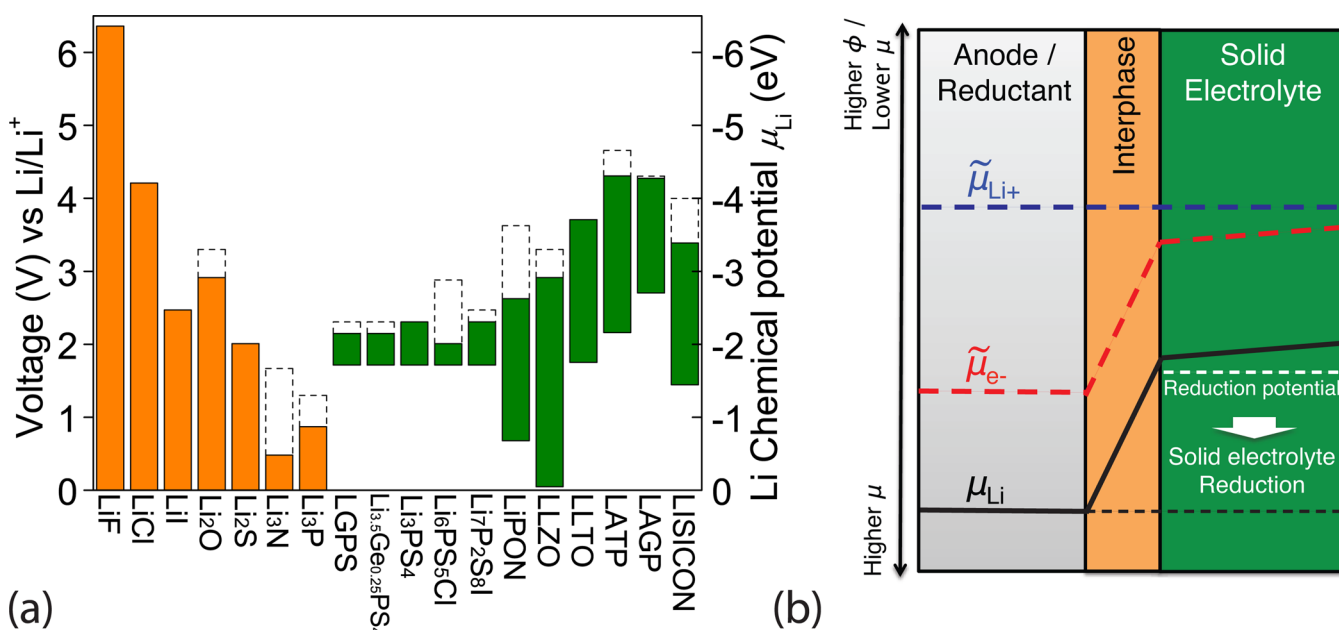 Voltage (V) vs Li/Li⁺
6
5
4
3
2
1
0
-6
-5
-4
-3
-2
-1
0
Li Chemical potential μLi (eV)
LiF
LiCl
LiI
Li₂O
Li₂S
Li₃N
Li₃P
LGPS
Li₃.₅Ge₀.₂₅PS₄
Li₃PS₄
Li₆PS₅Cl
Li₇P₂S₈I
LiPON
LLZO
LLTO
LATP
LAGP
LISICON
(a)
Higher ϕ /
Lower μ
Higher μ
Anode /
Reductant
Interphase
Solid
Electrolyte
μ̃Li+
μ̃e-
μLi
Reduction potential
Solid electrolyte
Reduction
(b)